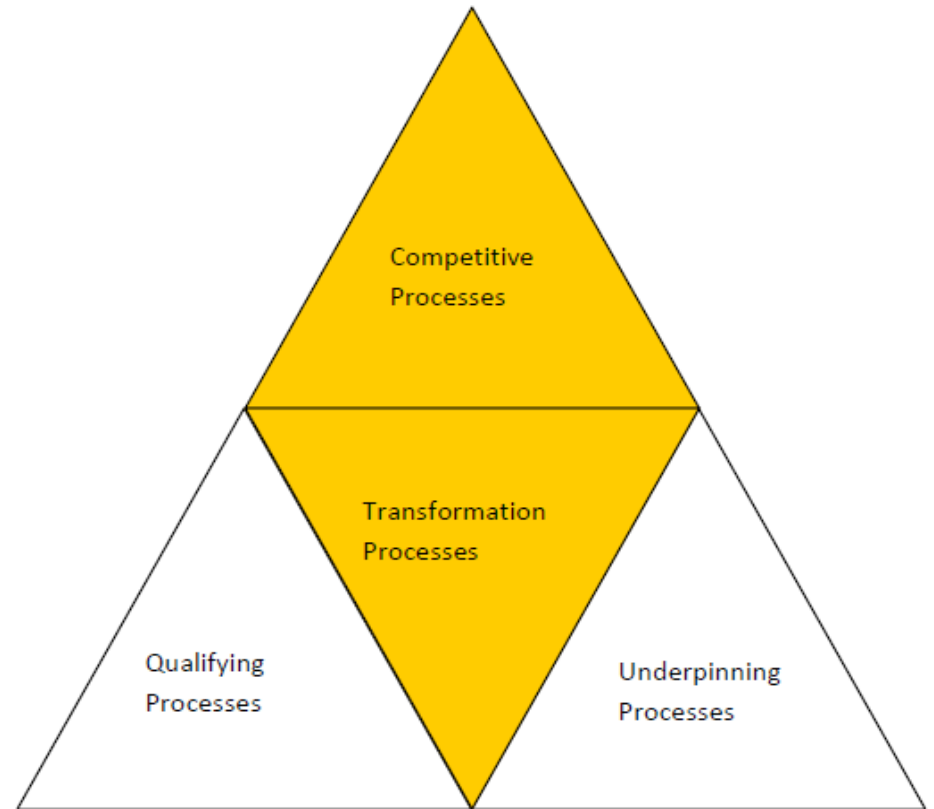 Competitive
Processes
Transformation
Processes
Qualifying
Processes
Underpinning
Processes